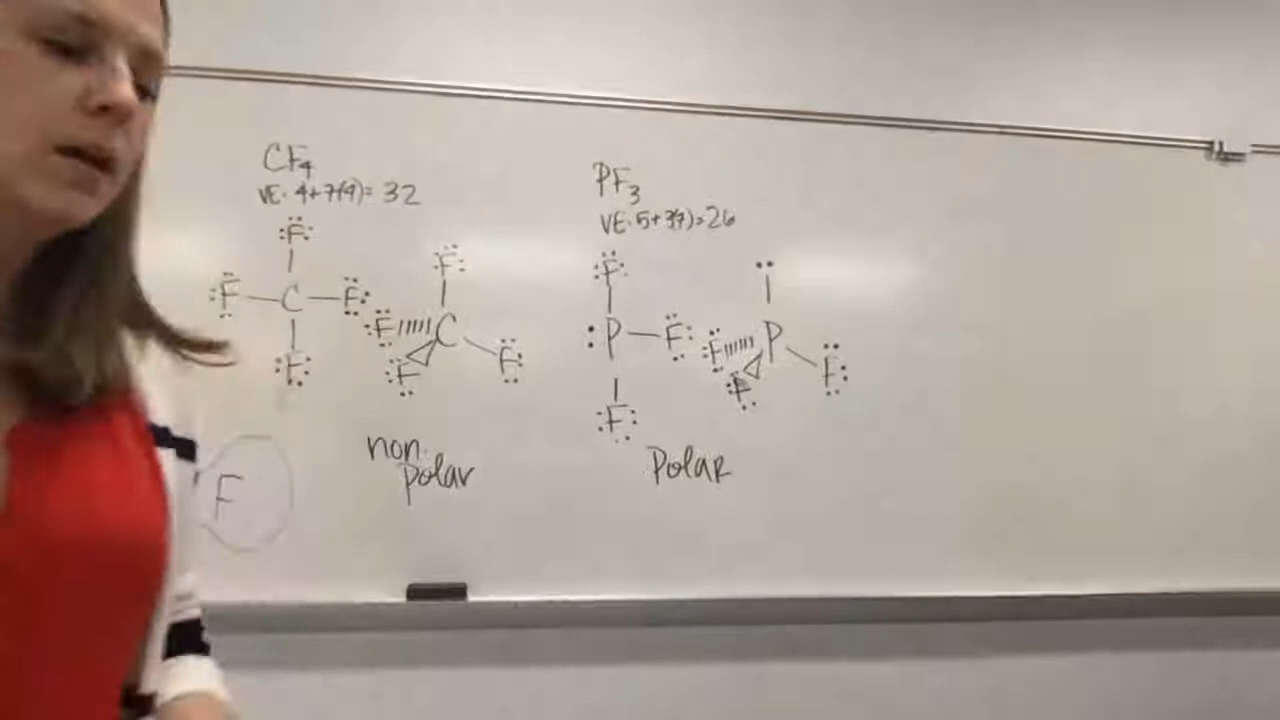 CF4
VE: 4+7(4)= 32
:F:
:F — C — F:
:F:
:F:
:F C
F F:
non
polar
F
PF3
VE: 5+3(7)=26
:F:
:P — F:
:F:
:F P
F F:
Polar